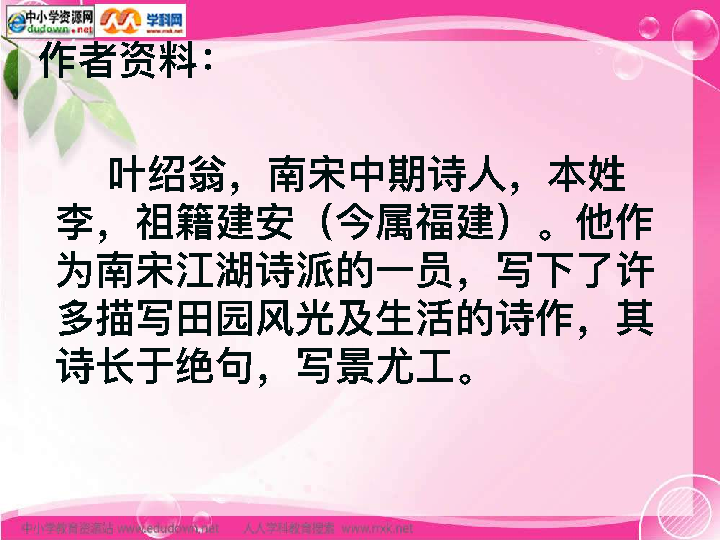 中小学资源网
edudown.net
学科网
www.nxk.net
作者资料：
叶绍翁，南宋中期诗人，本姓
李，祖籍建安（今属福建）。他作
为南宋江湖诗派的一员，写下了许
多描写田园风光及生活的诗作，其
诗长于绝句，写景尤工。
中小学教育资源站 www.edudown.net 人人学科教育搜索 www.nxk.net